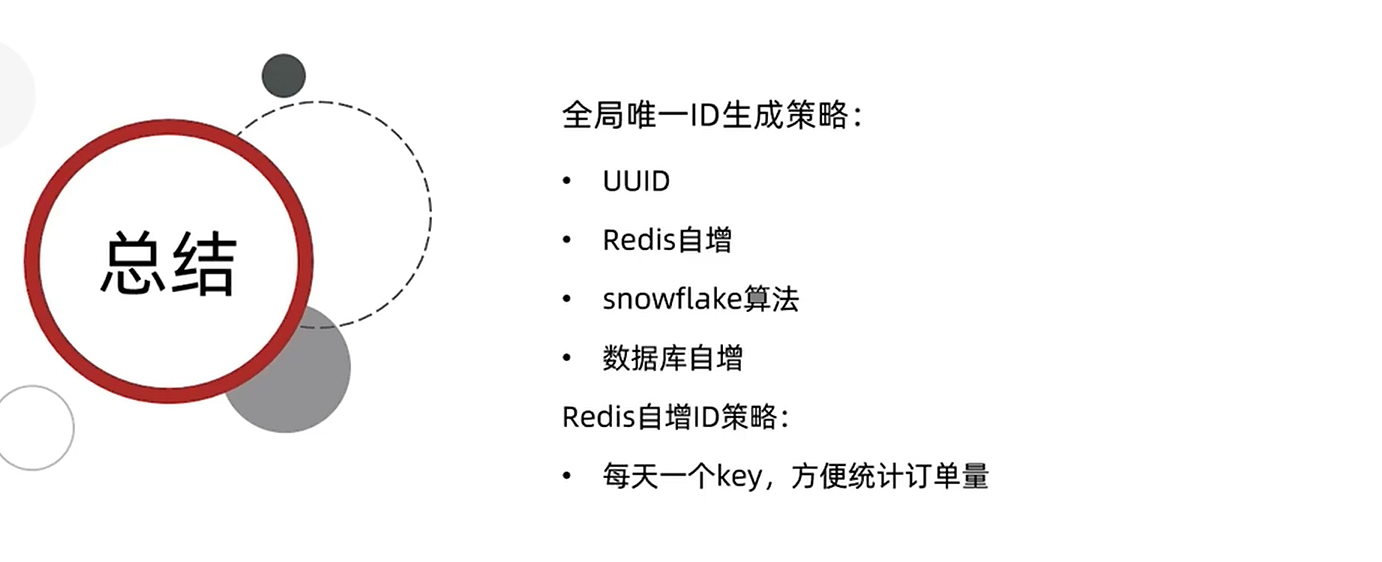 总结
全局唯一ID生成策略：
• UUID
• Redis自增
• snowflake算法
• 数据库自增
Redis自增ID策略：
• 每天一个key，方便统计订单量